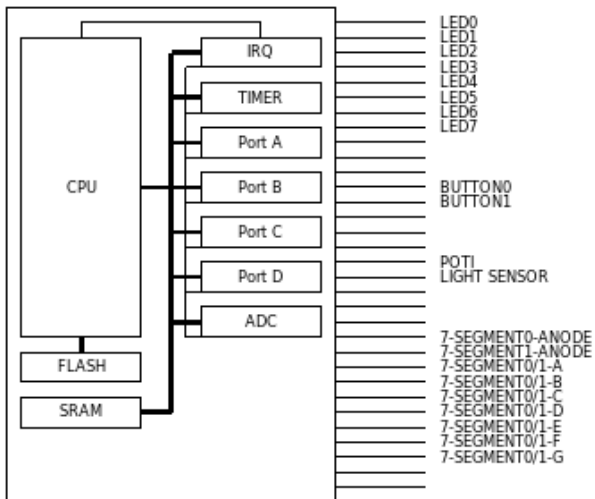 IRQ
TIMER
Port A
CPU
Port B
Port C
Port D
ADC
FLASH
SRAM
LED0
LED1
LED2
LED3
LED4
LED5
LED6
LED7
BUTTON0
BUTTON1
POTI
LIGHT SENSOR
7-SEGMENT0-ANODE
7-SEGMENT1-ANODE
7-SEGMENT0/1-A
7-SEGMENT0/1-B
7-SEGMENT0/1-C
7-SEGMENT0/1-D
7-SEGMENT0/1-E
7-SEGMENT0/1-F
7-SEGMENT0/1-G